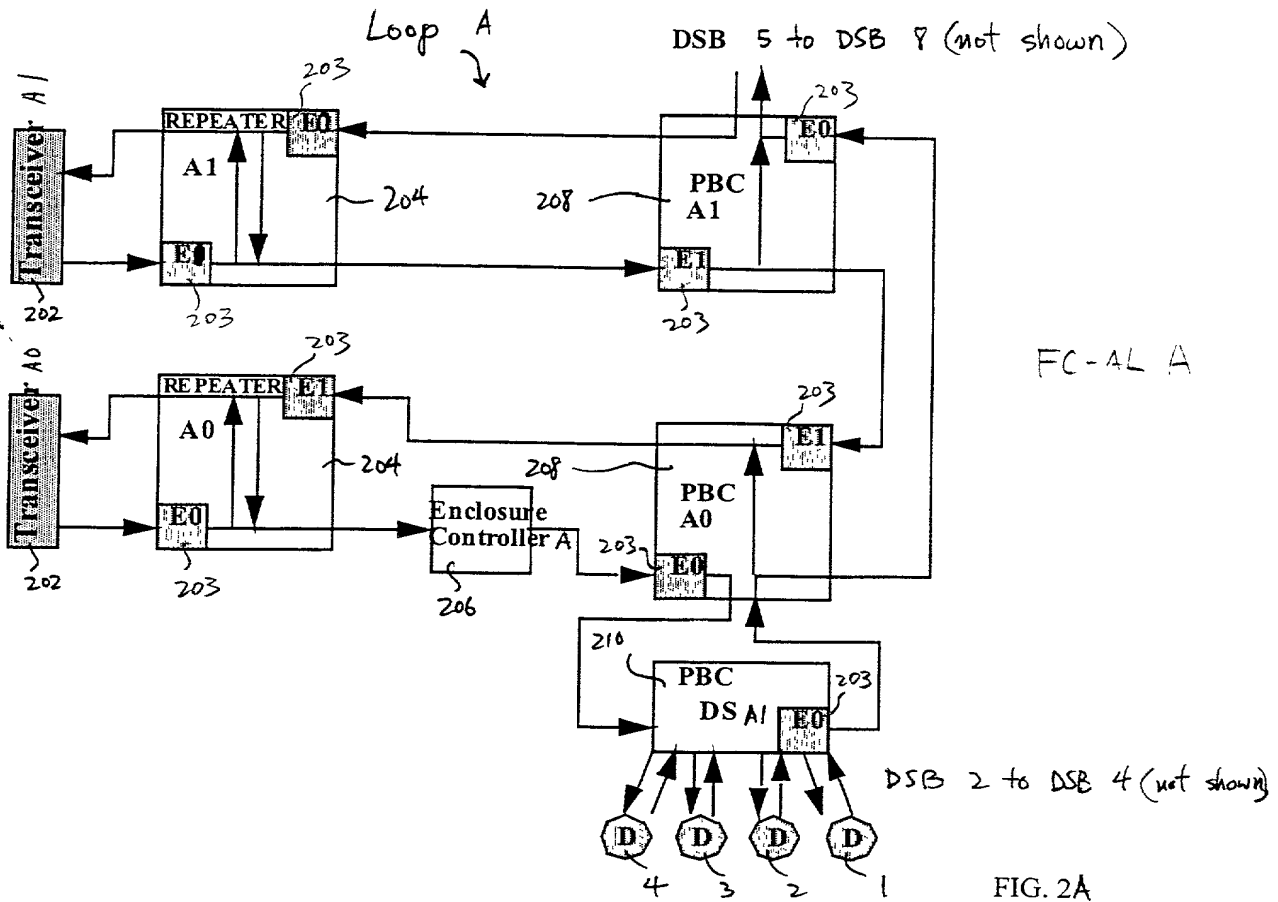 Loop A
DSB 5 to DSB 8 (not shown)
203
203
Transceiver A1
REPEATER
E0
A1
204
208
PBC
A1
E0
E1
202
203
203
203
FC-AL A
Transceiver A0
REPEATER
E1
A0
204
208
PBC
A0
203
E1
E0
Enclosure
Controller A
203
E0
202
203
206
210
PBC
DS A1
E0
203
DSB 2 to DSB 4 (not shown)
D
D
D
D
4
3
2
1
FIG. 2A